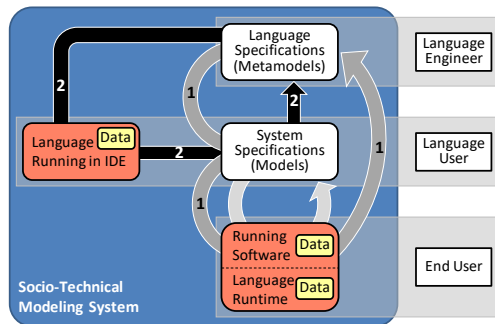 Language
Specifications
(Metamodels)
Language
Engineer
2
1
2
1
Data
Language
Running in IDE
2
System
Specifications
(Models)
Language
User
1
Running
Software
Data
Language
Runtime
Data
End User
Socio-Technical
Modeling System